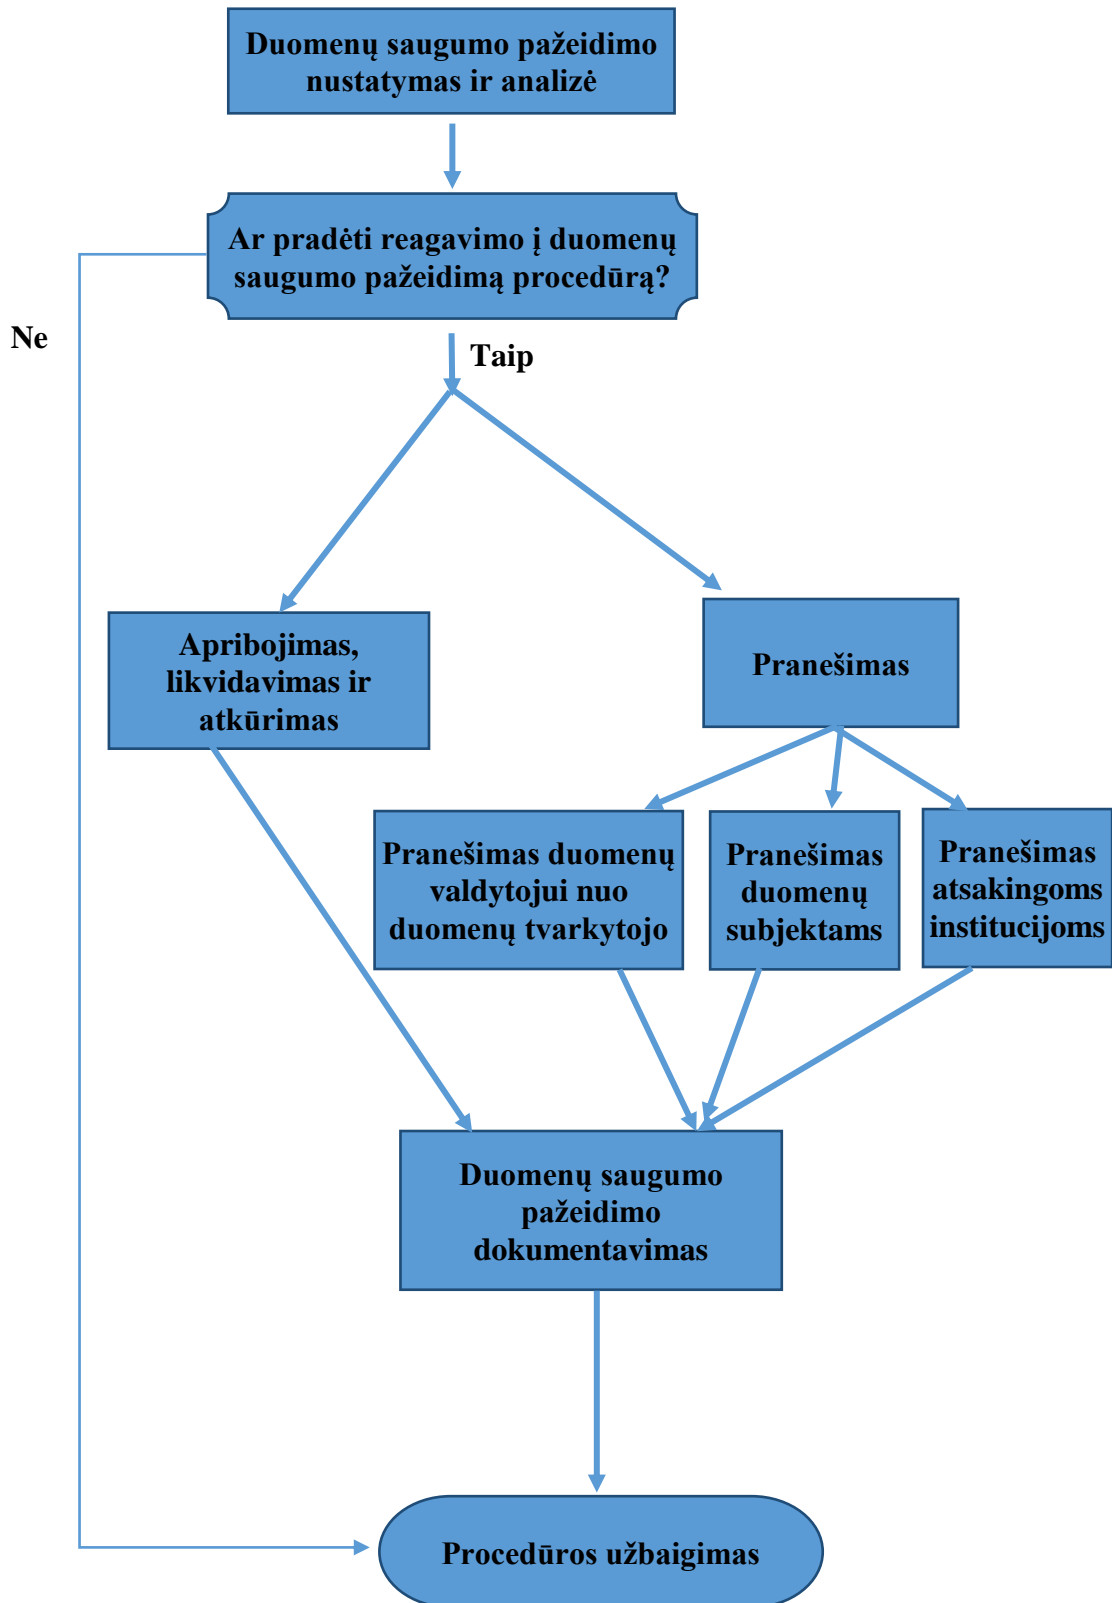 Duomenų saugumo pažeidimo
nustatymas ir analizė
Ar pradėti reagavimo į duomenų
saugumo pažeidimą procedūrą?
Ne
Taip
Apribojimas,
likvidavimas ir
atkūrimas
Pranešimas
Pranešimas duomenų
valdytojui nuo
duomenų tvarkytojo
Pranešimas
duomenų
subjektams
Pranešimas
atsakingoms
institucijoms
Duomenų saugumo
pažeidimo
dokumentavimas
Procedūros užbaigimas